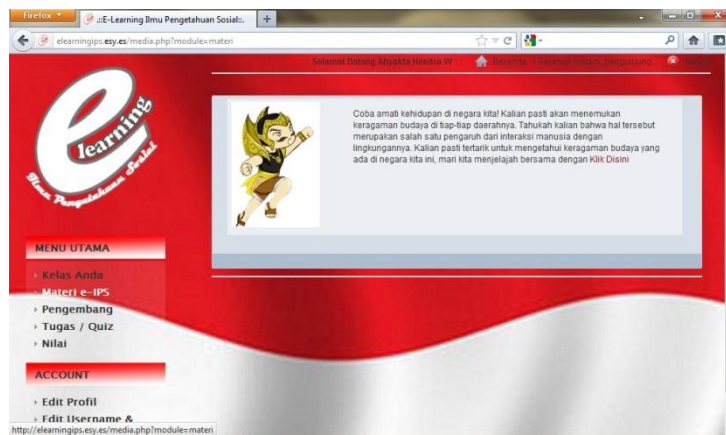 Firefox
.::E-Learning Ilmu Pengetahuan Sosial::.
elearningips.esy.es/media.php?module=materi
Selamat Datang Abyakta Hendra W
Beranda | Selamat malam, pengunjung
e learning
Ilmu Pengetahuan Sosial
Coba amati kehidupan di negara kita! Kalian pasti akan menemukan
keragaman budaya di tiap-tiap daerahnya. Tahukah kalian bahwa hal tersebut
merupakan salah satu pengaruh dari interaksi manusia dengan
lingkungannya. Kalian pasti tertarik untuk mengetahui keragaman budaya yang
ada di negara kita ini, mari kita menjelajah bersama dengan Klik Disini
MENU UTAMA
Kelas Anda
Materi e-IPS
Pengembang
Tugas / Quiz
Nilai
ACCOUNT
Edit Profil
Edit Username &
http://elearningips.esy.es/media.php?module=materi